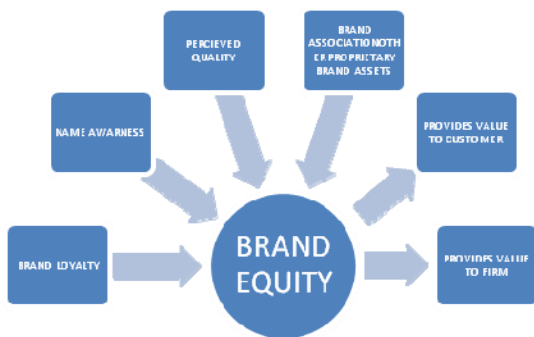 PERCIEVED
QUALITY
BRAND
ASSOCIATIONOTH
ER PROPRIETARY
BRAND ASSETS
NAME AWARNESS
PROVIDES VALUE
TO CUSTOMER
BRAND LOYALTY
BRAND
EQUITY
PROVIDES VALUE
TO FIRM